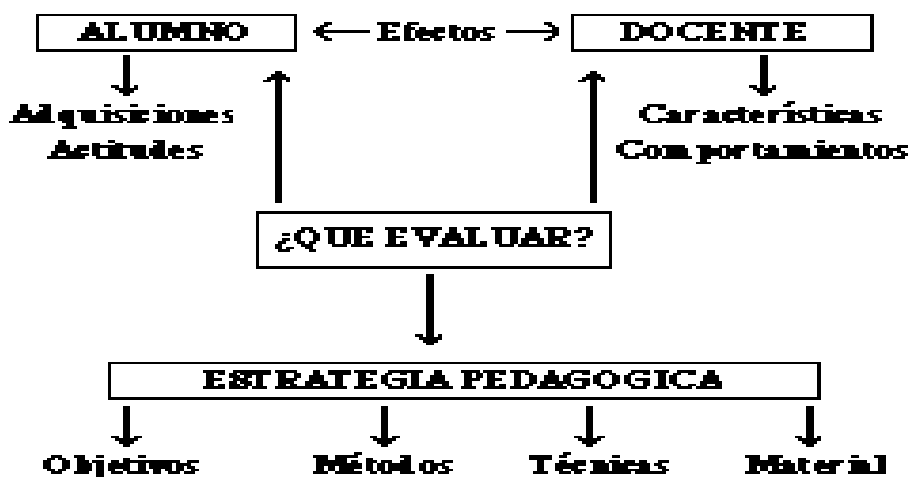 ALUMNO Efectos DOCENTE
Adquisiciones Características
Actitudes Comportamientos
¿QUE EVALUAR?
ESTRATEGIA PEDAGOGICA
Objetivos Métodos Técnicas Material